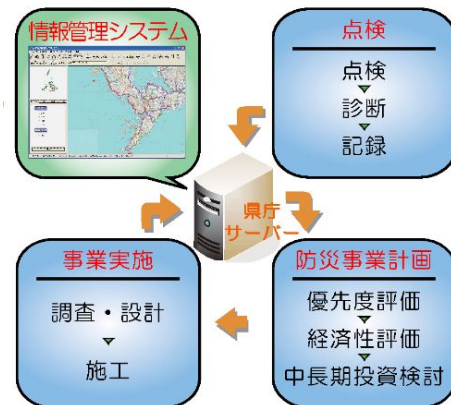 情報管理システム
点検
点検
診断
記録
県庁
サーバー
事業実施
調査・設計
施工
防災事業計画
優先度評価
経済性評価
中長期投資検討